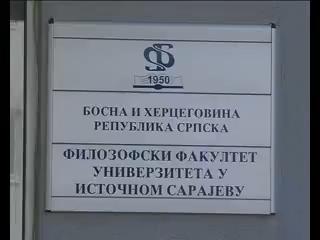 1950
БОСНА И ХЕРЦЕГОВИНА
РЕПУБЛИКА СРПСКА
ФИЛОЗОФСКИ ФАКУЛТЕТ
УНИВЕРЗИТЕТА У
ИСТОЧНОМ САРАЈЕВУ